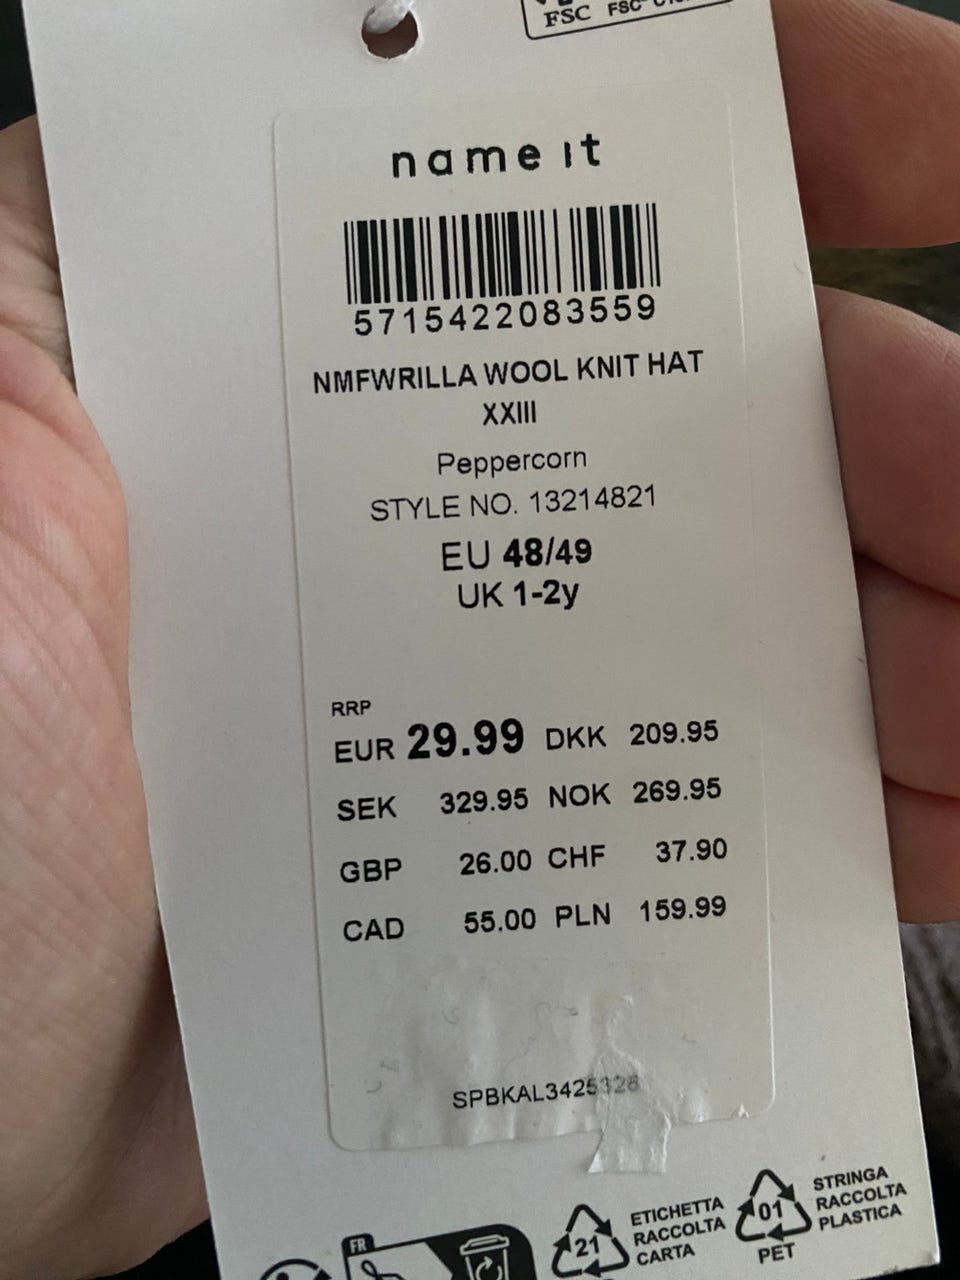 FSC FSC
name it
5715422083559
NMFWRILLA WOOL KNIT HAT
XXIII
Peppercorn
STYLE NO. 13214821
EU 48/49
UK 1-2y
RRP
EUR 29.99 DKK 209.95
SEK 329.95 NOK 269.95
GBP 26.00 CHF 37.90
CAD 55.00 PLN 159.99
SPBKAL3425328
FR
21
ETICHETTA
RACCOLTA
CARTA
01
PET
STRINGA
RACCOLTA
PLASTICA